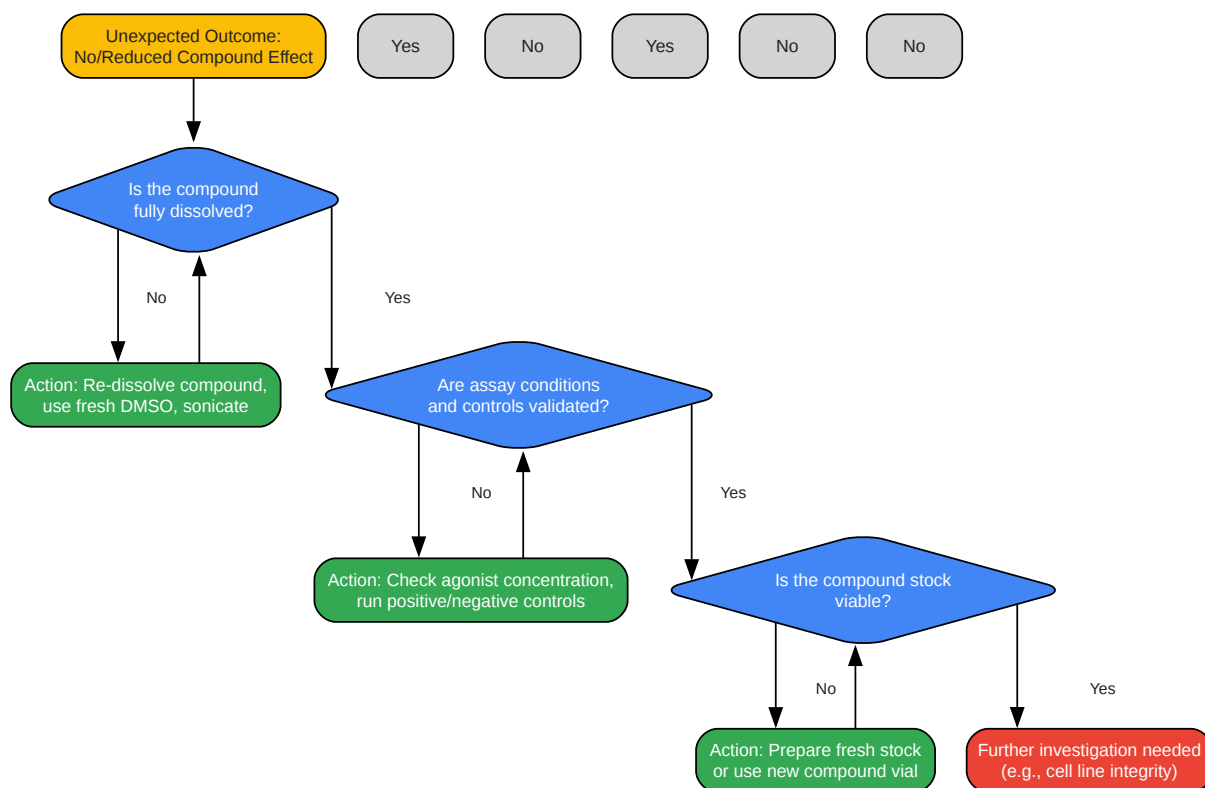 Unexpected Outcome:
No/Reduced Compound Effect
Yes
No
Yes
No
No
Is the compound
fully dissolved?
No
Yes
Action: Re-dissolve compound,
use fresh DMSO, sonicate
Are assay conditions
and controls validated?
No
Yes
Action: Check agonist concentration,
run positive/negative controls
Is the compound stock
viable?
No
Yes
Action: Prepare fresh stock
or use new compound vial
Further investigation needed
(e.g., cell line integrity)